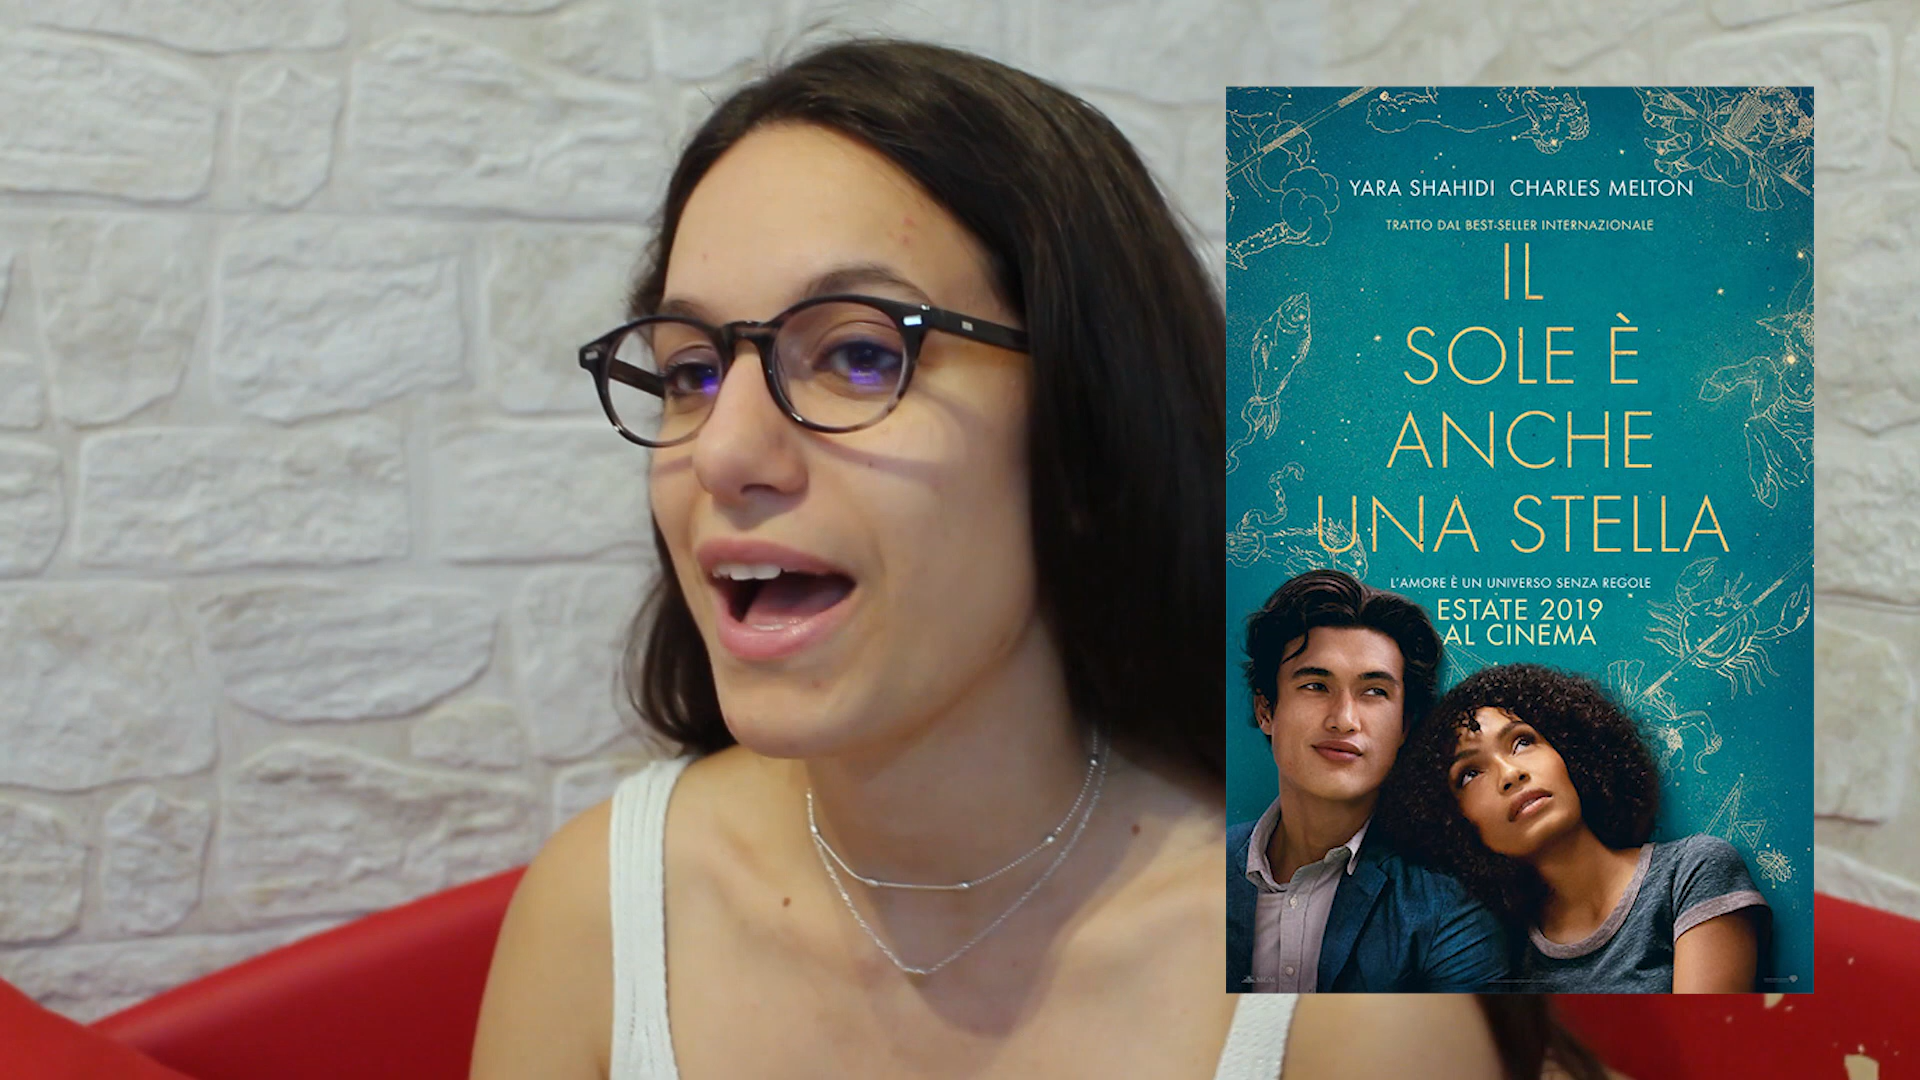 YARA SHAHIDI CHARLES MELTON
TRATTO DAL BEST-SELLER INTERNAZIONALE
IL
SOLE È
ANCHE
UNA STELLA
L'AMORE È UN UNIVERSO SENZA REGOLE
ESTATE 2019
AL CINEMA